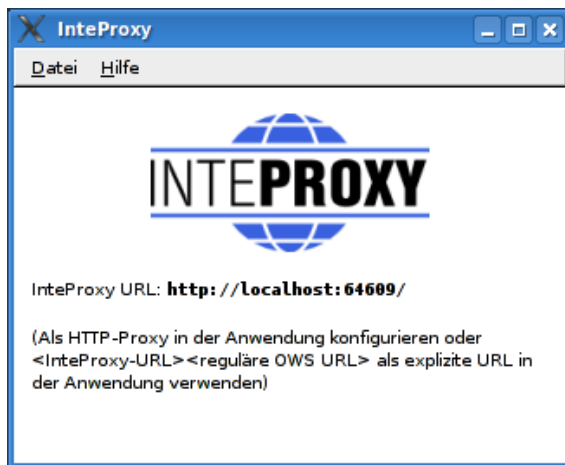 InteProxy
Datei Hilfe
INTEPROXY
InteProxy URL: http://localhost:64609/
(Als HTTP-Proxy in der Anwendung konfigurieren oder
<InteProxy-URL><reguläre OWS URL> als explizite URL in
der Anwendung verwenden)